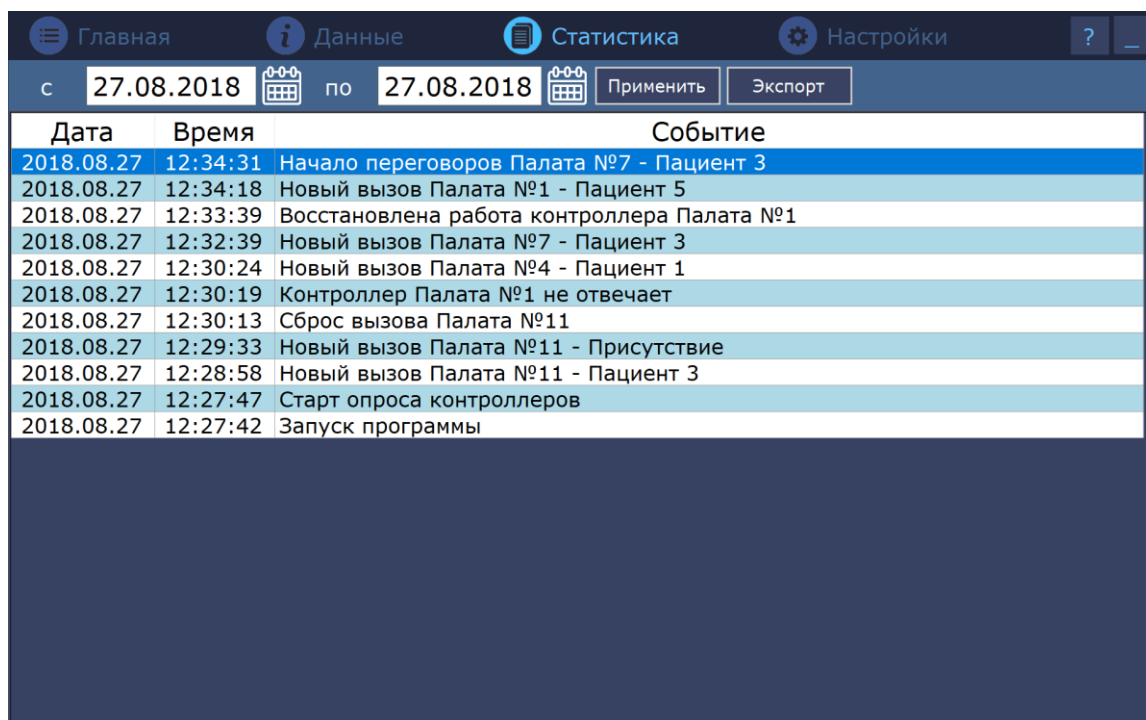 Главная Данные Статистика Настройки ? _
с 27.08.2018 по 27.08.2018 Применить Экспорт
Дата Время Событие
2018.08.27 12:34:31 Начало переговоров Палата №7 - Пациент 3
2018.08.27 12:34:18 Новый вызов Палата №1 - Пациент 5
2018.08.27 12:33:39 Восстановлена работа контроллера Палата №1
2018.08.27 12:32:39 Новый вызов Палата №7 - Пациент 3
2018.08.27 12:30:24 Новый вызов Палата №4 - Пациент 1
2018.08.27 12:30:19 Контроллер Палата №1 не отвечает
2018.08.27 12:30:13 Сброс вызова Палата №11
2018.08.27 12:29:33 Новый вызов Палата №11 - Присутствие
2018.08.27 12:28:58 Новый вызов Палата №11 - Пациент 3
2018.08.27 12:27:47 Старт опроса контроллеров
2018.08.27 12:27:42 Запуск программы